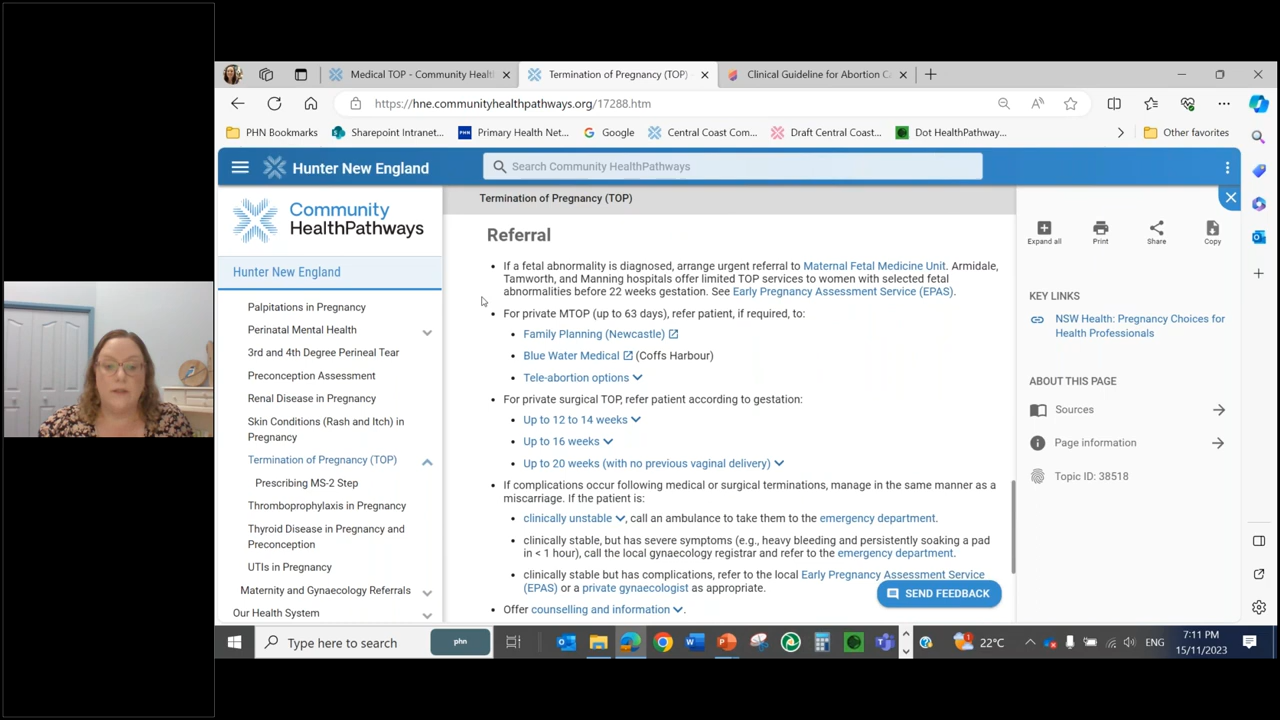 Medical TOP - Community Healt
Termination of Pregnancy (TOP)
Clinical Guideline for Abortion C
https://hne.communityhealthpathways.org/17288.htm
PHN Bookmarks
Sharepoint Intranet...
Primary Health Net...
Google
Central Coast Com...
Draft Central Coast...
Dot HealthPathway...
Other favorites
Hunter New England
Search Community HealthPathways
Community
HealthPathways
Hunter New England
Palpitations in Pregnancy
Perinatal Mental Health
3rd and 4th Degree Perineal Tear
Preconception Assessment
Renal Disease in Pregnancy
Skin Conditions (Rash and Itch) in
Pregnancy
Termination of Pregnancy (TOP)
Prescribing MS-2 Step
Thromboprophylaxis in Pregnancy
Thyroid Disease in Pregnancy and
Preconception
UTIs in Pregnancy
Maternity and Gynaecology Referrals
Our Health System
Termination of Pregnancy (TOP)
Referral
• If a fetal abnormality is diagnosed, arrange urgent referral to Maternal Fetal Medicine Unit. Armidale,
Tamworth, and Manning hospitals offer limited TOP services to women with selected fetal
abnormalities before 22 weeks gestation. See Early Pregnancy Assessment Service (EPAS).
• For private MTOP (up to 63 days), refer patient, if required, to:
• Family Planning (Newcastle)
• Blue Water Medical (Coffs Harbour)
• Tele-abortion options
• For private surgical TOP, refer patient according to gestation:
• Up to 12 to 14 weeks
• Up to 16 weeks
• Up to 20 weeks (with no previous vaginal delivery)
• If complications occur following medical or surgical terminations, manage in the same manner as a
miscarriage. If the patient is:
• clinically unstable, call an ambulance to take them to the emergency department.
• clinically stable, but has severe symptoms (e.g., heavy bleeding and persistently soaking a pad
in < 1 hour), call the local gynaecology registrar and refer to the emergency department.
• clinically stable but has complications, refer to the local Early Pregnancy Assessment Service
(EPAS) or a private gynaecologist as appropriate.
• Offer counselling and information.
SEND FEEDBACK
Expand all
Print
Share
Copy
KEY LINKS
NSW Health: Pregnancy Choices for
Health Professionals
ABOUT THIS PAGE
Sources
Page information
Topic ID: 38518
Type here to search
phn
22°C
ENG
7:11 PM
15/11/2023